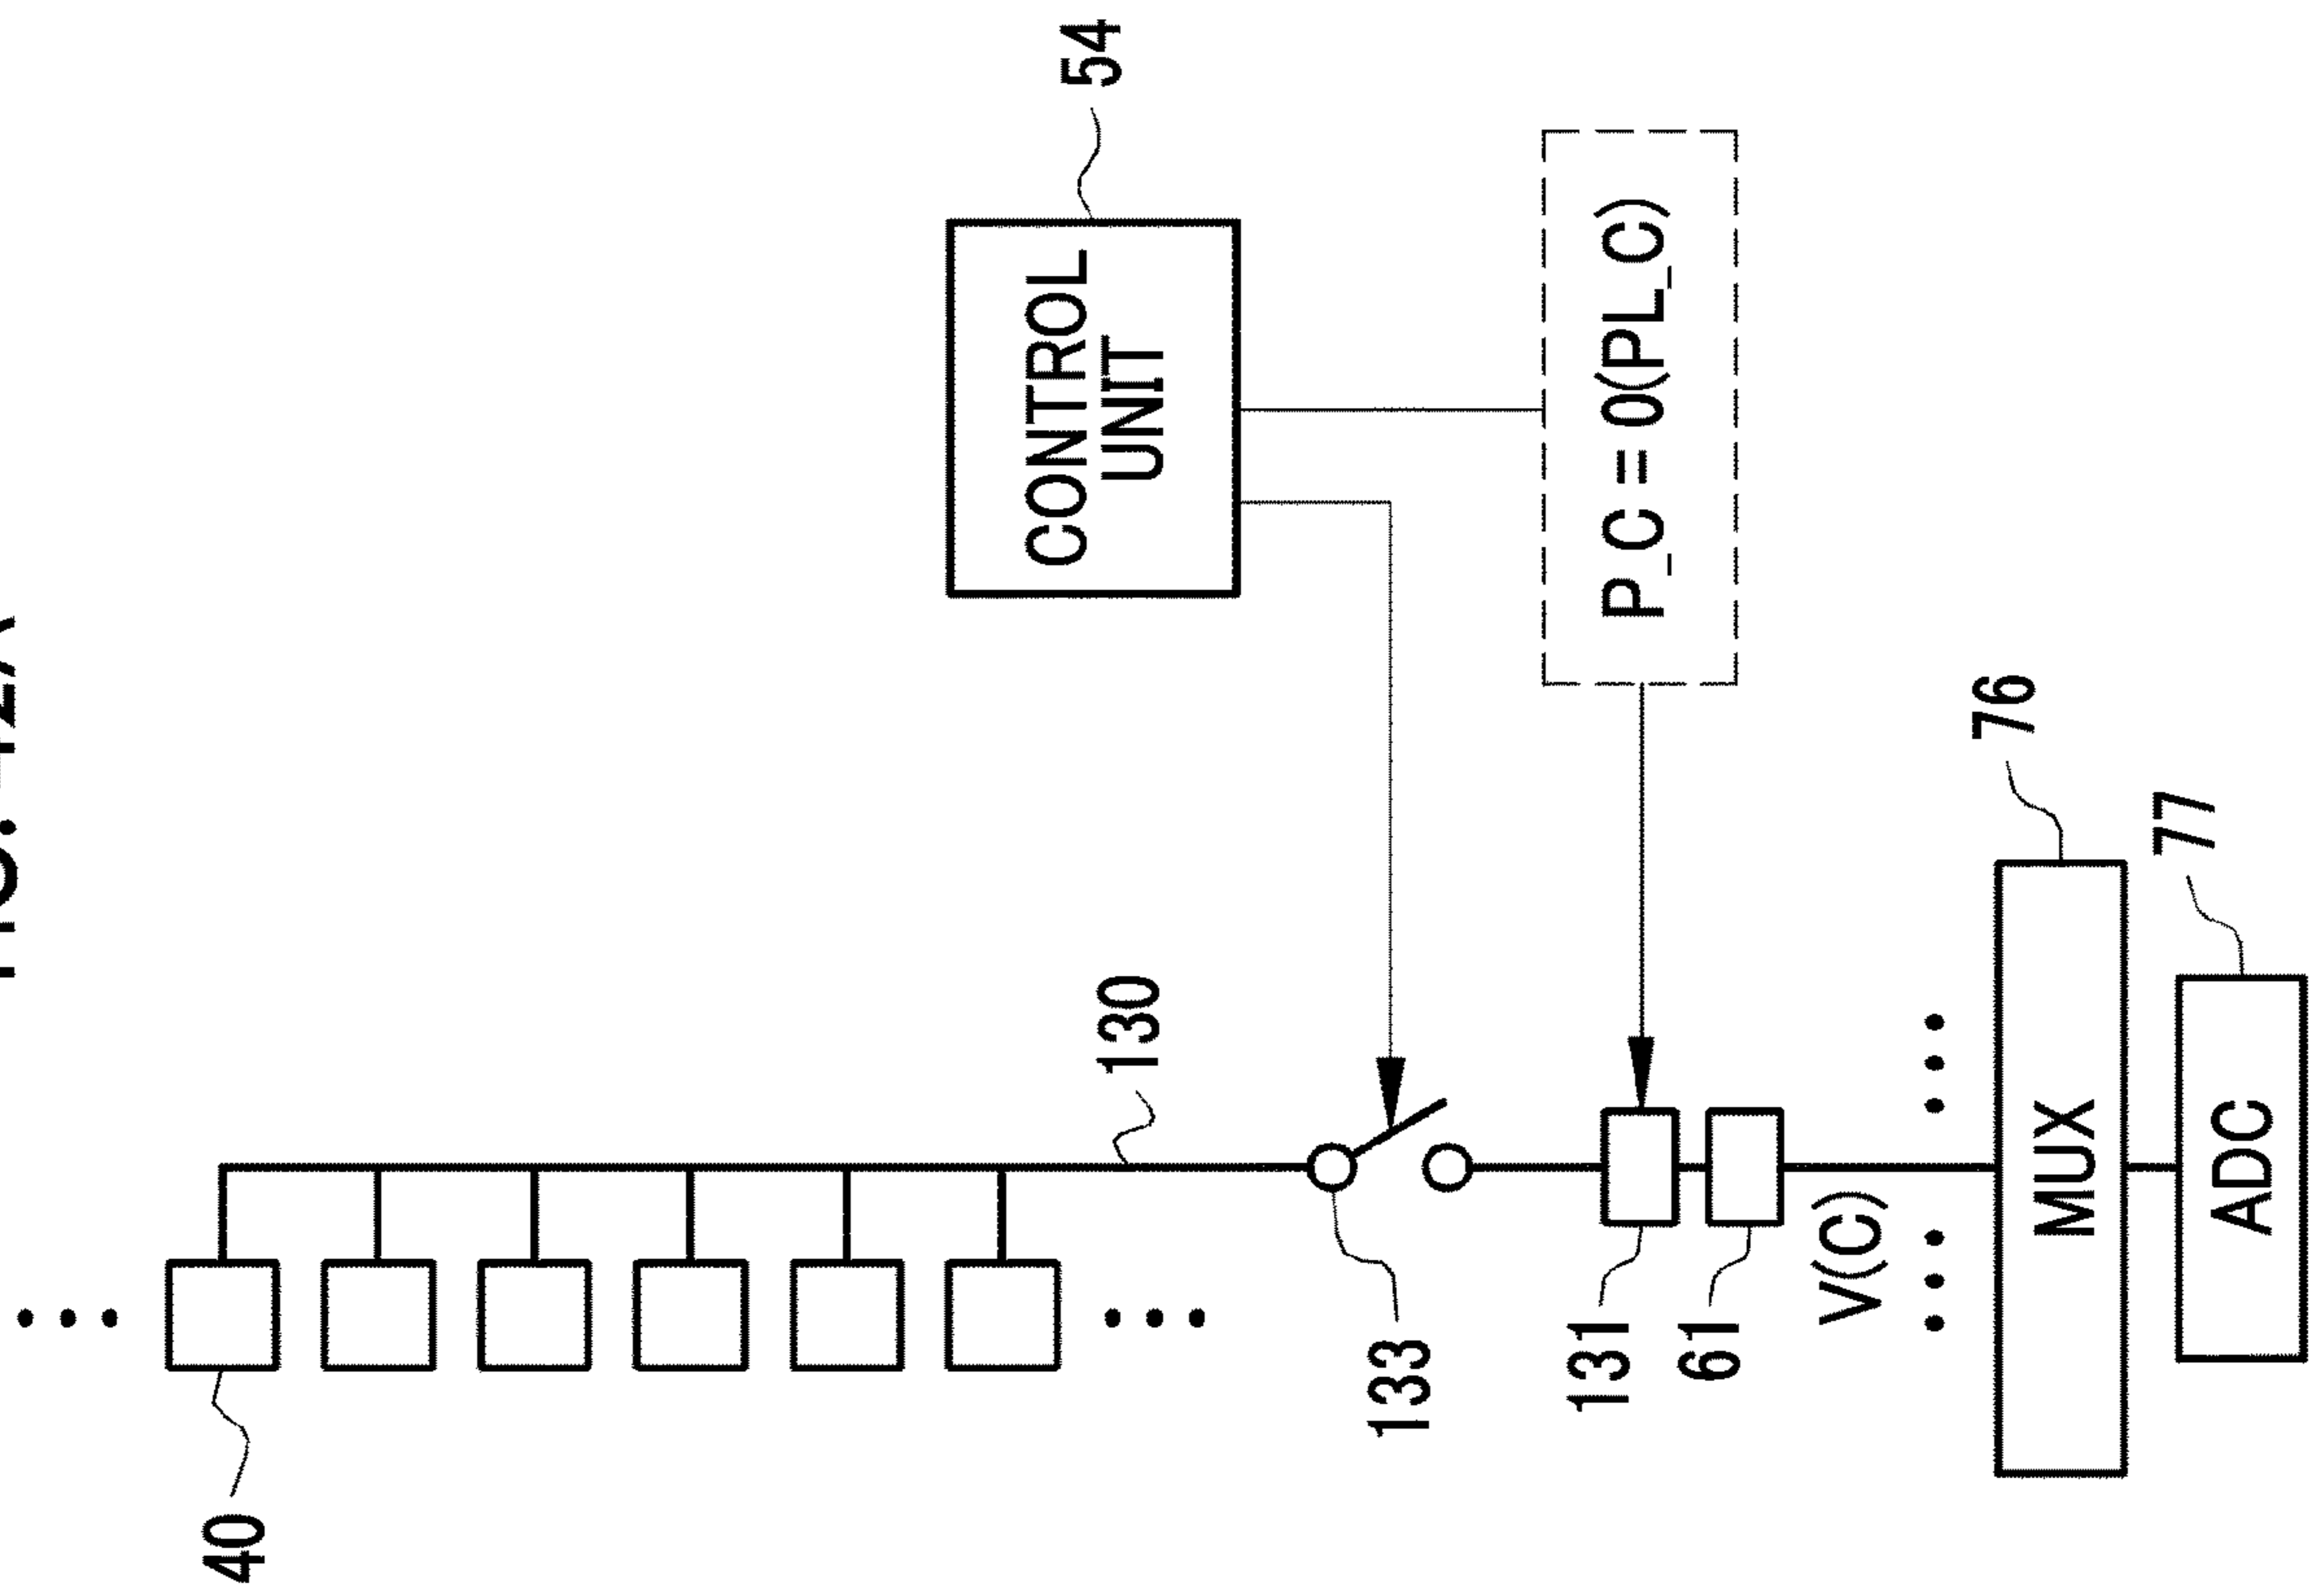 54
CONTROL
UNIT
P_C = 0(PL_C)
130
76
77
40
133
131
61
V(C)
MUX
ADC